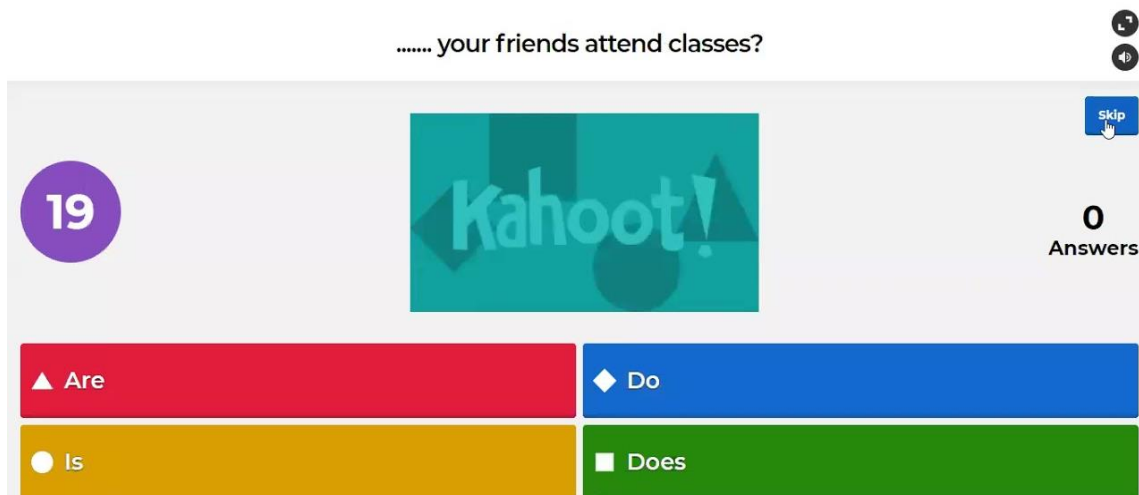 ....... your friends attend classes?
Skip
19
Kahoot!
0
Answers
Are
Do
Is
Does